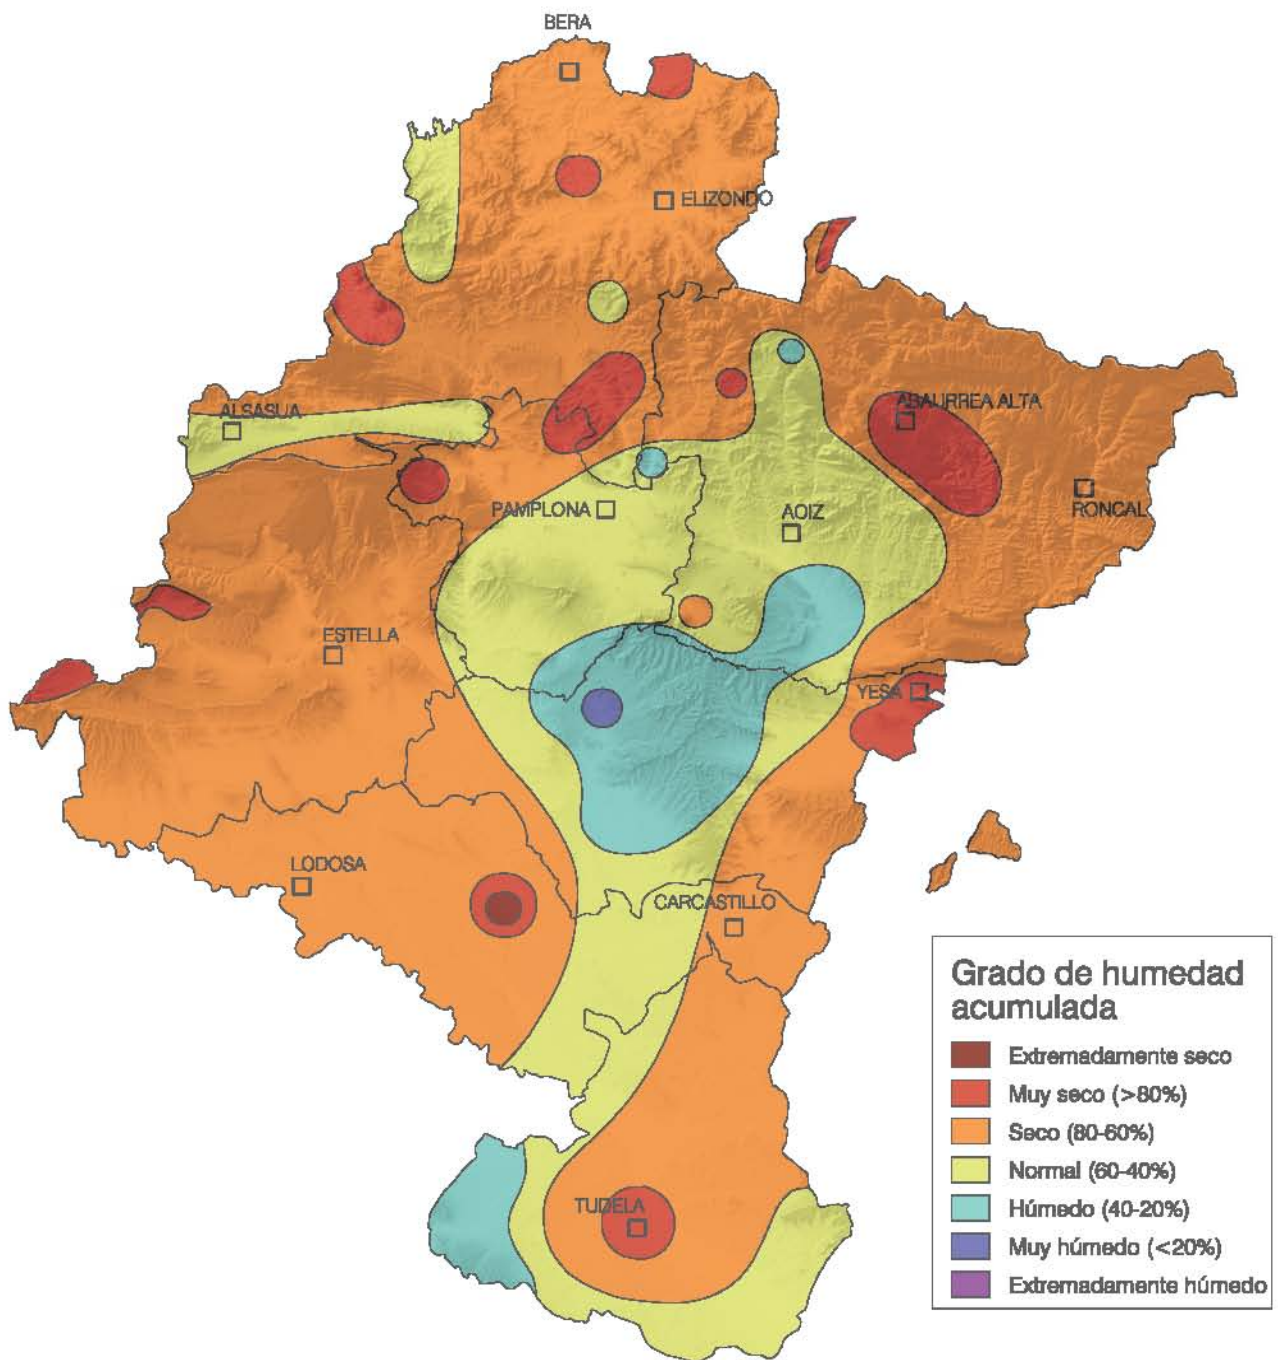 BERA
ELIZONDO
ALSASUA
ABAURREA ALTA
PAMPLONA
AOIZ
RONCAL
ESTELLA
YESA
LODOSA
CARCASTILLO
TUDELA
Grado de humedad
acumulada
Extremadamente seco
Muy seco (>80%)
Seco (80-60%)
Normal (60-40%)
Húmedo (40-20%)
Muy húmedo (<20%)
Extremadamente húmedo